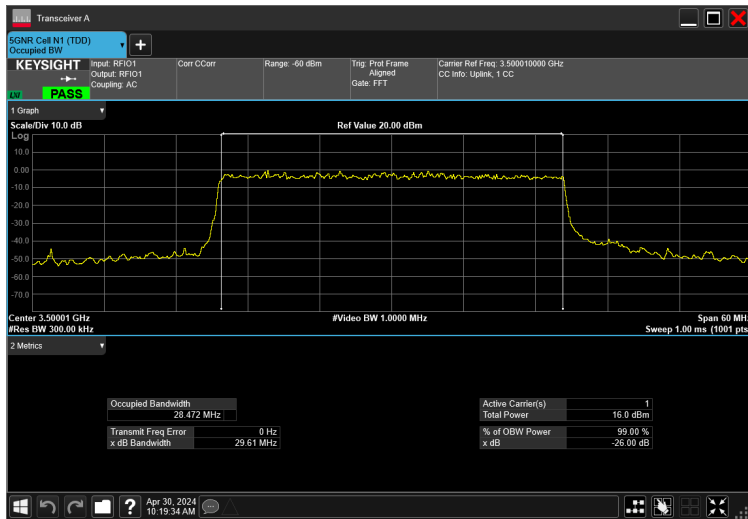 Transceiver A
5GNR Cell N1 (TDD)
Occupied BW
KEYSIGHT
LXI
PASS
Input: RFIO1
Output: RFIO1
Coupling: AC
Corr CCorr
Range: -60 dBm
Trig: Prot Frame
Aligned
Gate: FFT
Carrier Ref Freq: 3.500010000 GHz
CC Info: Uplink, 1 CC
1 Graph
Scale/Div 10.0 dB
Ref Value 20.00 dBm
Log
10.0
0.00
-10.0
-20.0
-30.0
-40.0
-50.0
-60.0
-70.0
Center 3.50001 GHz
#Video BW 1.0000 MHz
Span 60 MHz
#Res BW 300.00 kHz
Sweep 1.00 ms (1001 pts
2 Metrics
Occupied Bandwidth
28.472 MHz
Transmit Freq Error 0 Hz
x dB Bandwidth 29.61 MHz
Active Carrier(s) 1
Total Power 16.0 dBm
% of OBW Power 99.00 %
x dB -26.00 dB
?
Apr 30, 2024
10:19:34 AM